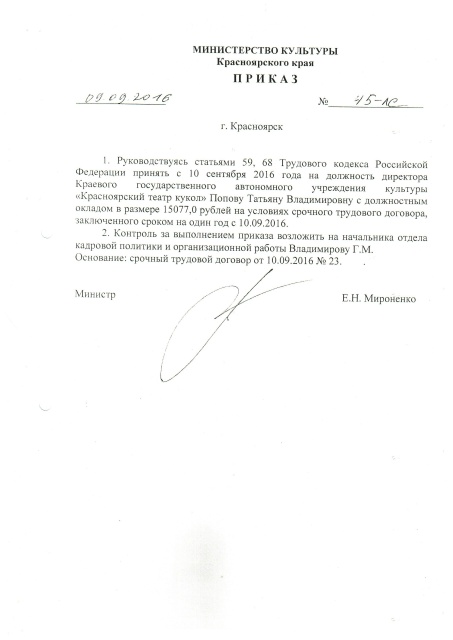 МИНИСТЕРСТВО КУЛЬТУРЫ
Красноярского края
П Р И К А З
09.09.2016 № 45-лс
г. Красноярск
1. Руководствуясь статьями 59, 68 Трудового кодекса Российской
Федерации принять с 10 сентября 2016 года на должность директора
Краевого государственного автономного учреждения культуры
«Красноярский театр кукол» Попову Татьяну Владимировну с должностным
окладом в размере 15077,0 рублей на условиях срочного трудового договора,
заключенного сроком на один год с 10.09.2016.
2. Контроль за выполнением приказа возложить на начальника отдела
кадровой политики и организационной работы Владимирову Г.М.
Основание: срочный трудовой договор от 10.09.2016 № 23.
Министр Е.Н. Мироненко